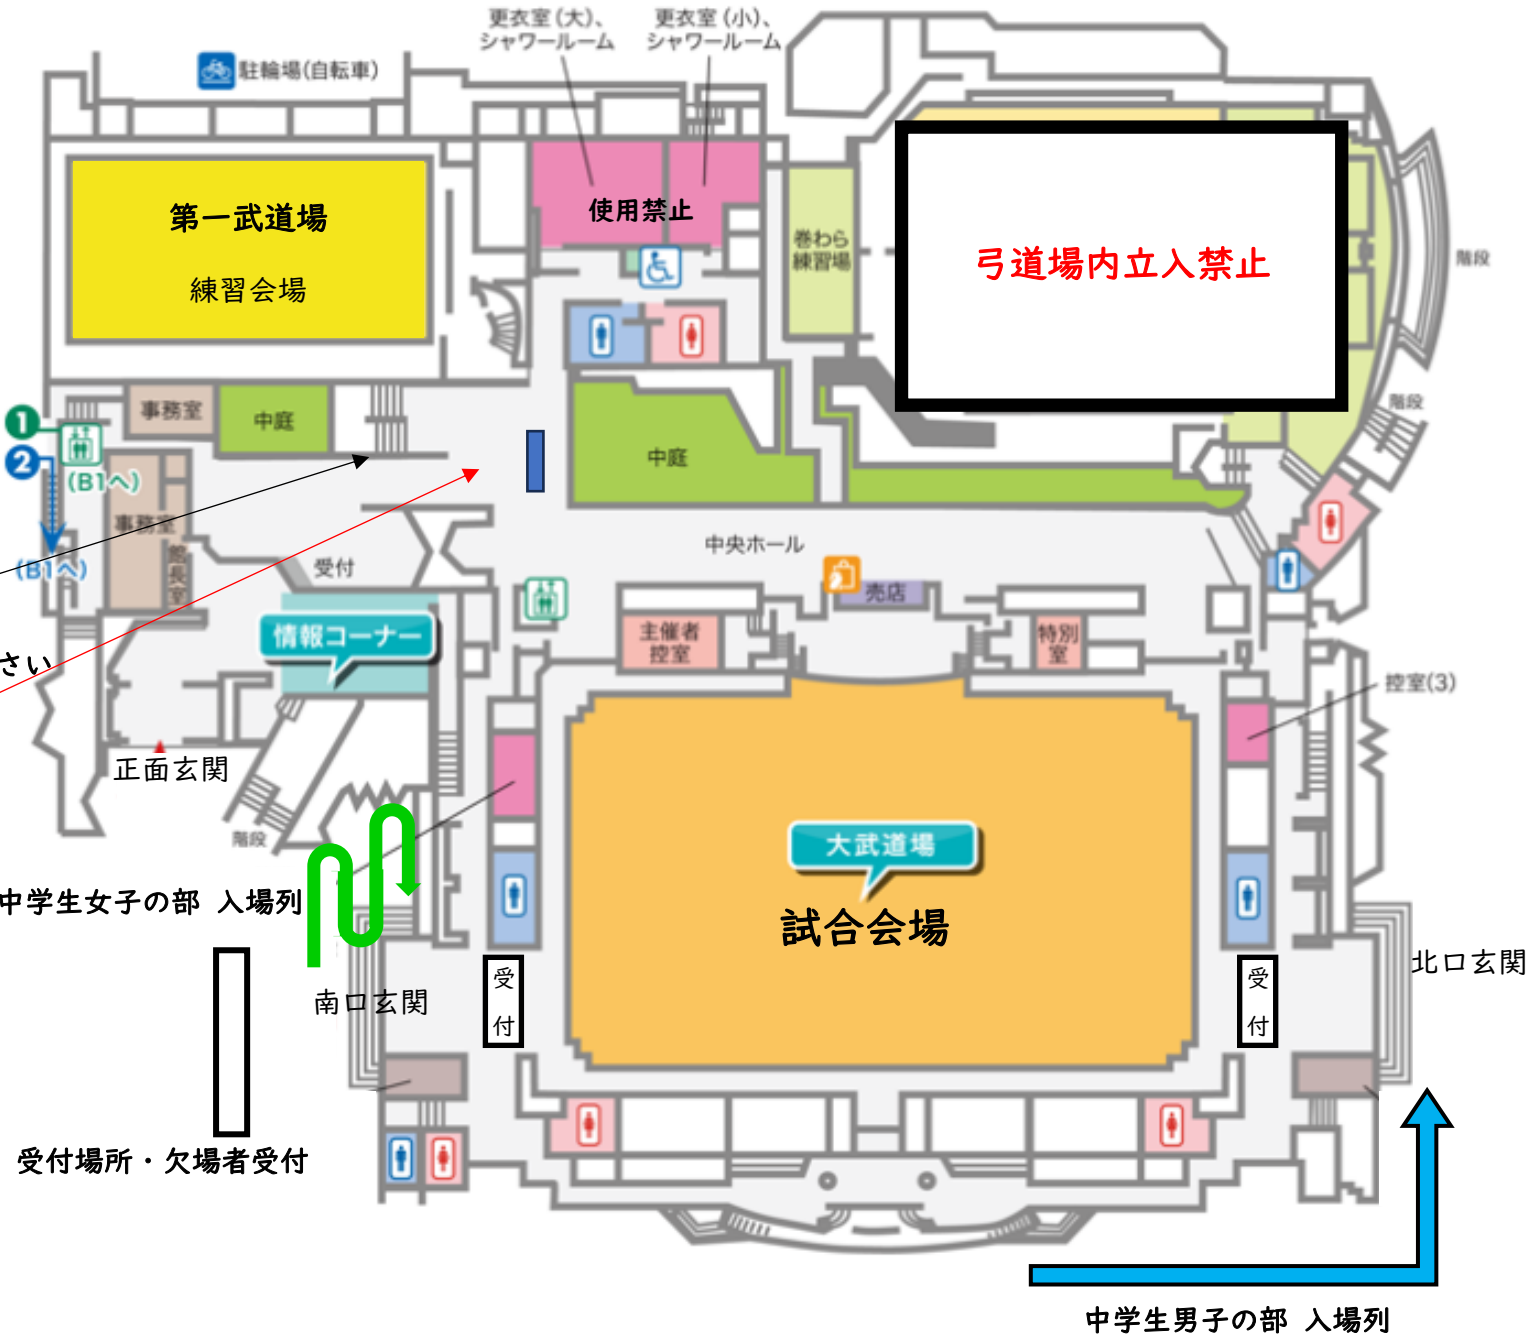 更衣室(大)、
シャワールーム
更衣室(小)、
シャワールーム
駐輪場(自転車)
第一武道場
練習会場
使用禁止
巻わら
練習場
弓道場内立入禁止
階段
階段
事務室
中庭
中庭
1
2
(B1へ)
(B1へ)
事務室
館長室
受付
中央ホール
売店
情報コーナー
主催者
控室
特別
室
さい
控室(3)
正面玄関
階段
大武道場
試合会場
中学生女子の部 入場列
南口玄関
受付
受付
北口玄関
受付場所・欠場者受付
中学生男子の部 入場列